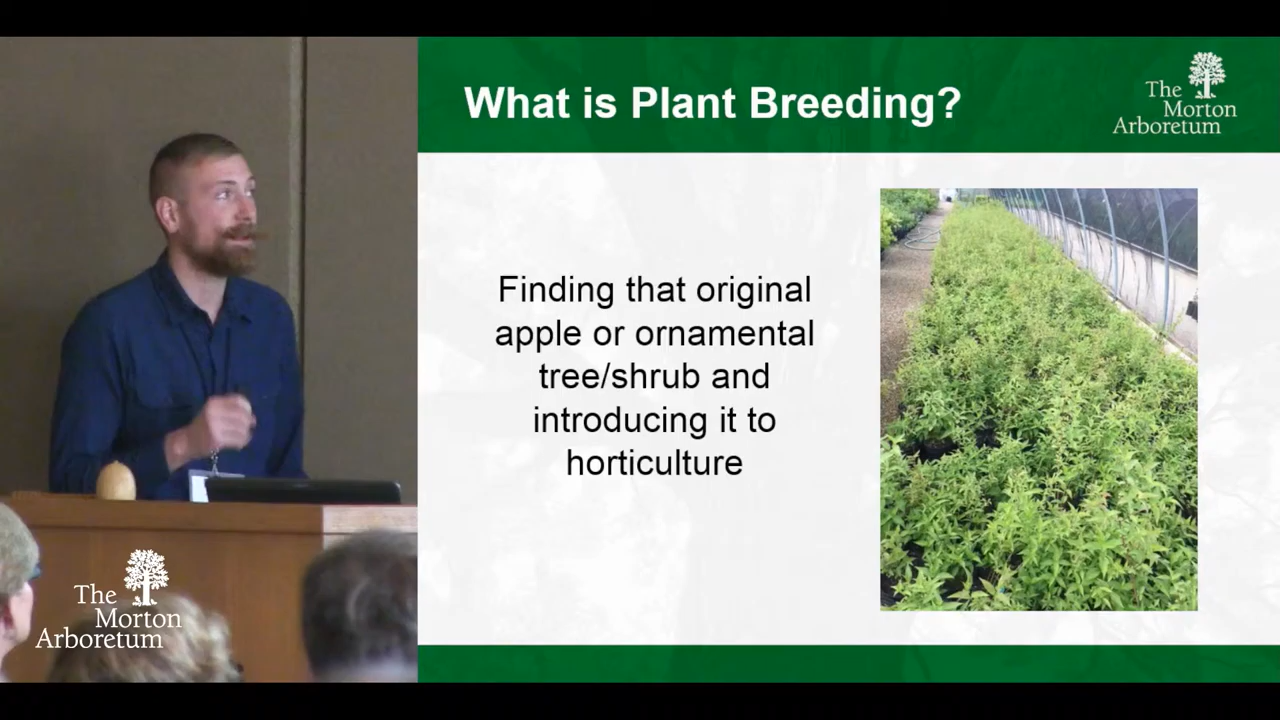 What is Plant Breeding?
The
Morton
Arboretum
Finding that original
apple or ornamental
tree/shrub and
introducing it to
horticulture
The
Morton
Arboretum